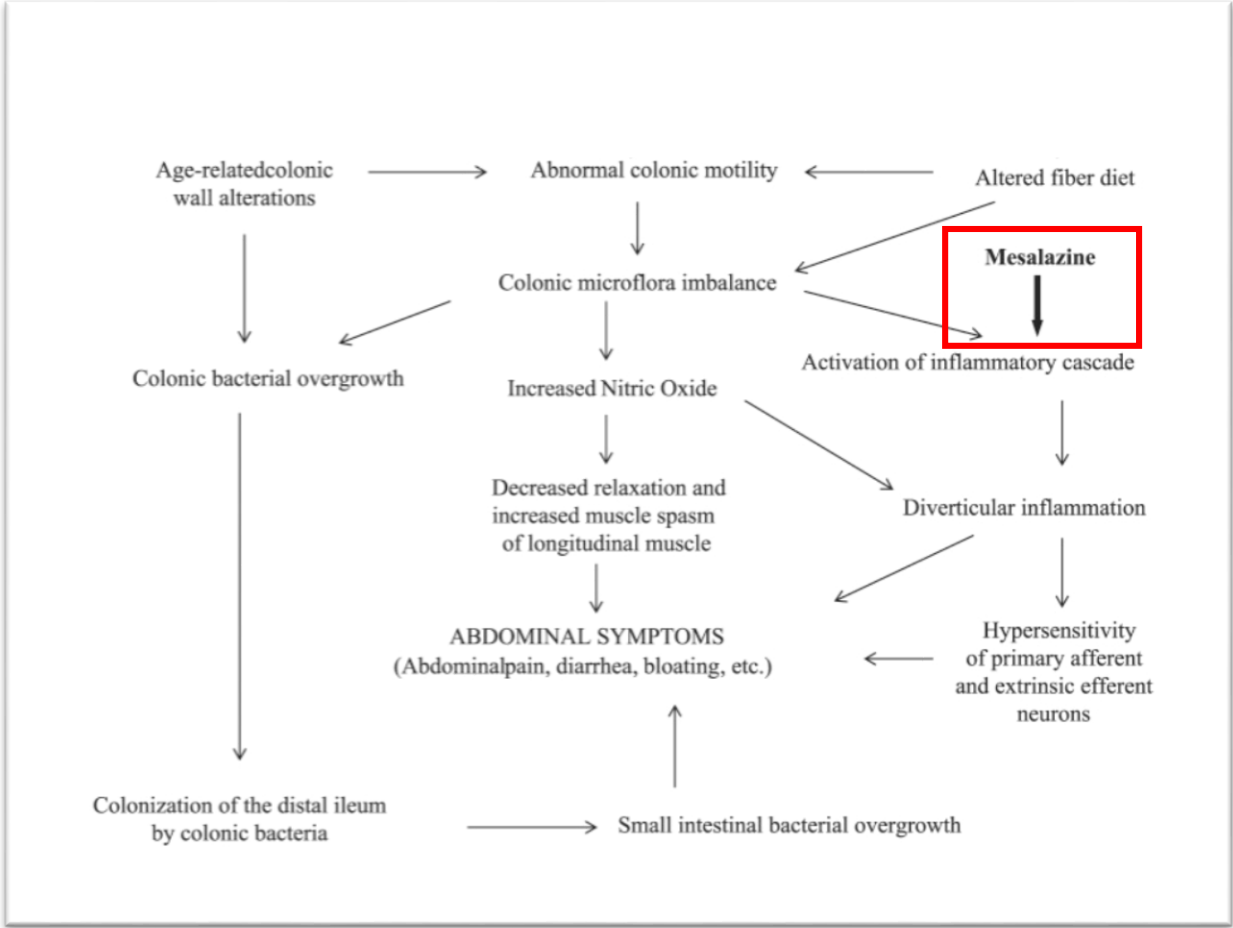 Age-relatedcolonic
wall alterations
Abnormal colonic motility
Altered fiber diet
Mesalazine
Colonic microflora imbalance
Activation of inflammatory cascade
Colonic bacterial overgrowth
Increased Nitric Oxide
Decreased relaxation and
increased muscle spasm
of longitudinal muscle
Diverticular inflammation
ABDOMINAL SYMPTOMS
(Abdominalpain, diarrhea, bloating, etc.)
Hypersensitivity
of primary afferent
and extrinsic efferent
neurons
Colonization of the distal ileum
by colonic bacteria
Small intestinal bacterial overgrowth